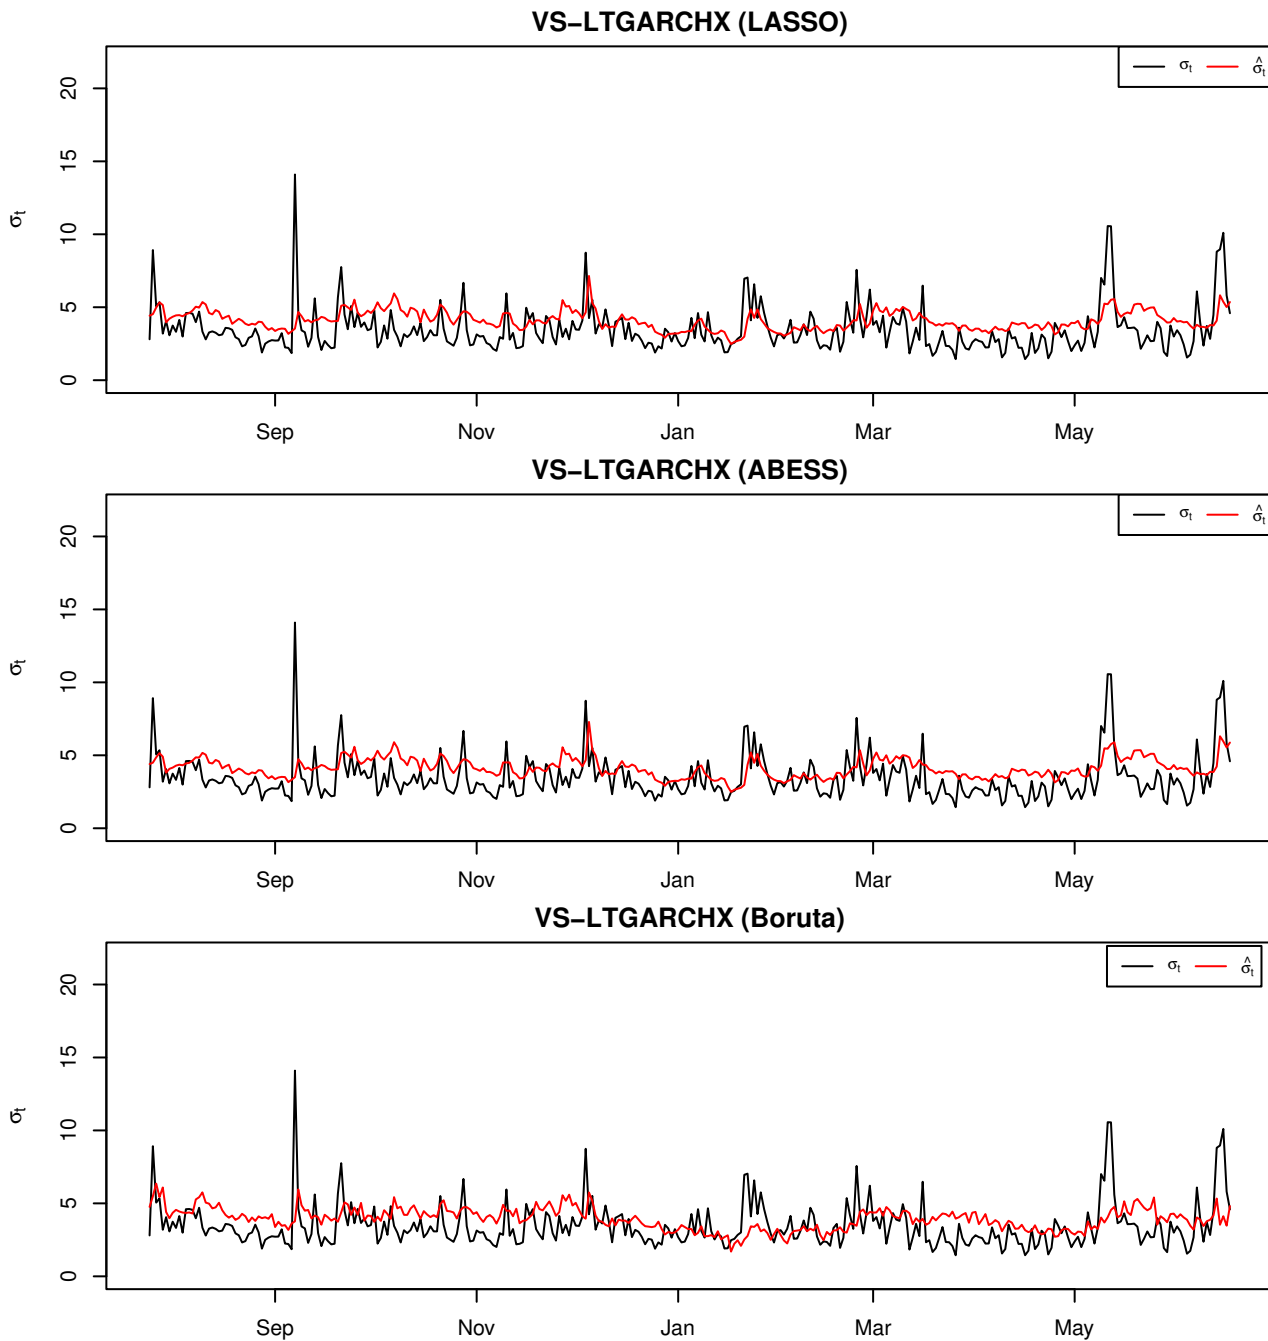 VS−LTGARCHX (LASSO)
σt σ̂t
20
15
10
5
0
σt
Sep Nov Jan Mar May
VS−LTGARCHX (ABESS)
σt σ̂t
20
15
10
5
0
σt
Sep Nov Jan Mar May
VS−LTGARCHX (Boruta)
σt σ̂t
20
15
10
5
0
σt
Sep Nov Jan Mar May